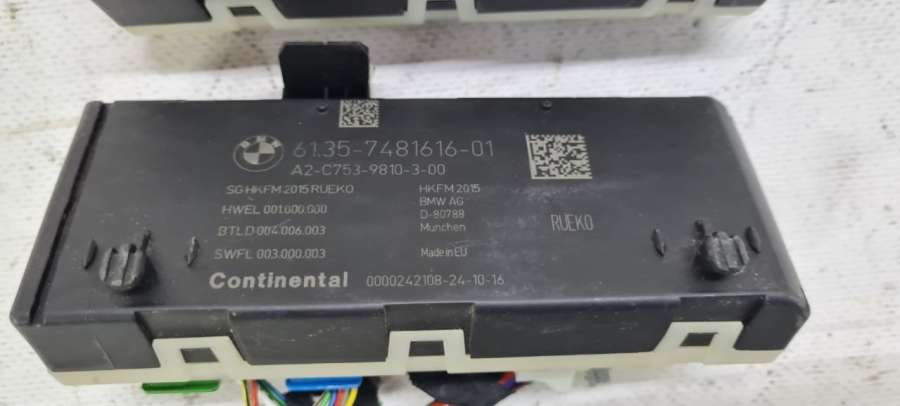 BMW 61.35-7481616-01
A2-C753-9810-3-00
SG HKFM 2015 RUEKO
HWEL 001.000.000
BTLD 004.006.003
SWFL 003.000.003
HKFM 2015
BMW AG
D-80788
Munchen
Made in EU
RUEKO
Continental 0000242108-24-10-16